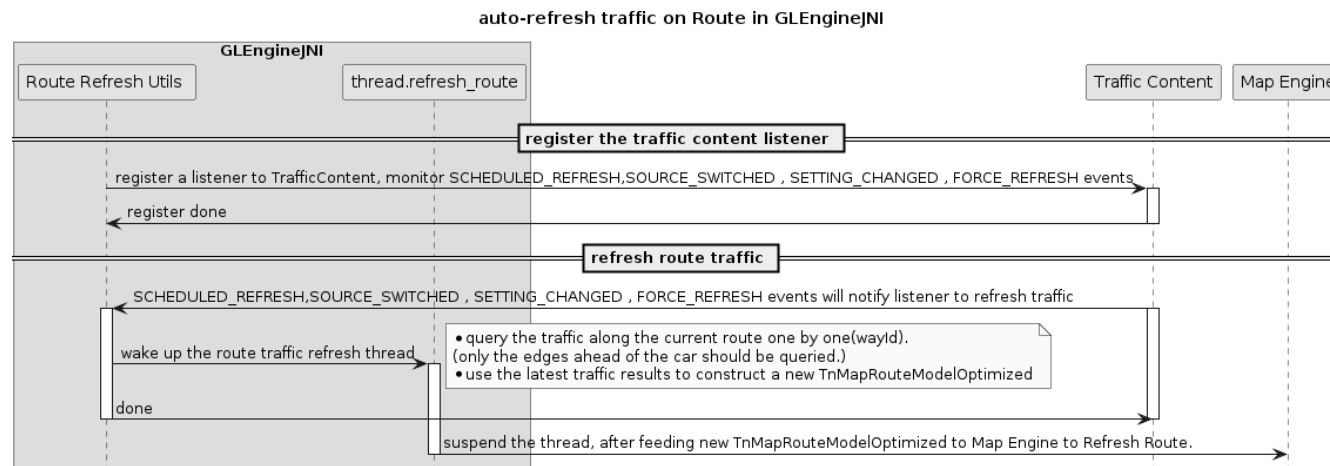 auto-refresh traffic on Route in GLEngineJNI
GLEngineJNI
Route Refresh Utils
thread.refresh_route
Traffic Content
Map Engine
register the traffic content listener
register a listener to TrafficContent, monitor SCHEDULED_REFRESH,SOURCE_SWITCHED , SETTING_CHANGED , FORCE_REFRESH events
register done
refresh route traffic
SCHEDULED_REFRESH,SOURCE_SWITCHED , SETTING_CHANGED , FORCE_REFRESH events will notify listener to refresh traffic
• query the traffic along the current route one by one(wayId).
(only the edges ahead of the car should be queried.)
• use the latest traffic results to construct a new TnMapRouteModelOptimized
wake up the route traffic refresh thread
done
suspend the thread, after feeding new TnMapRouteModelOptimized to Map Engine to Refresh Route.